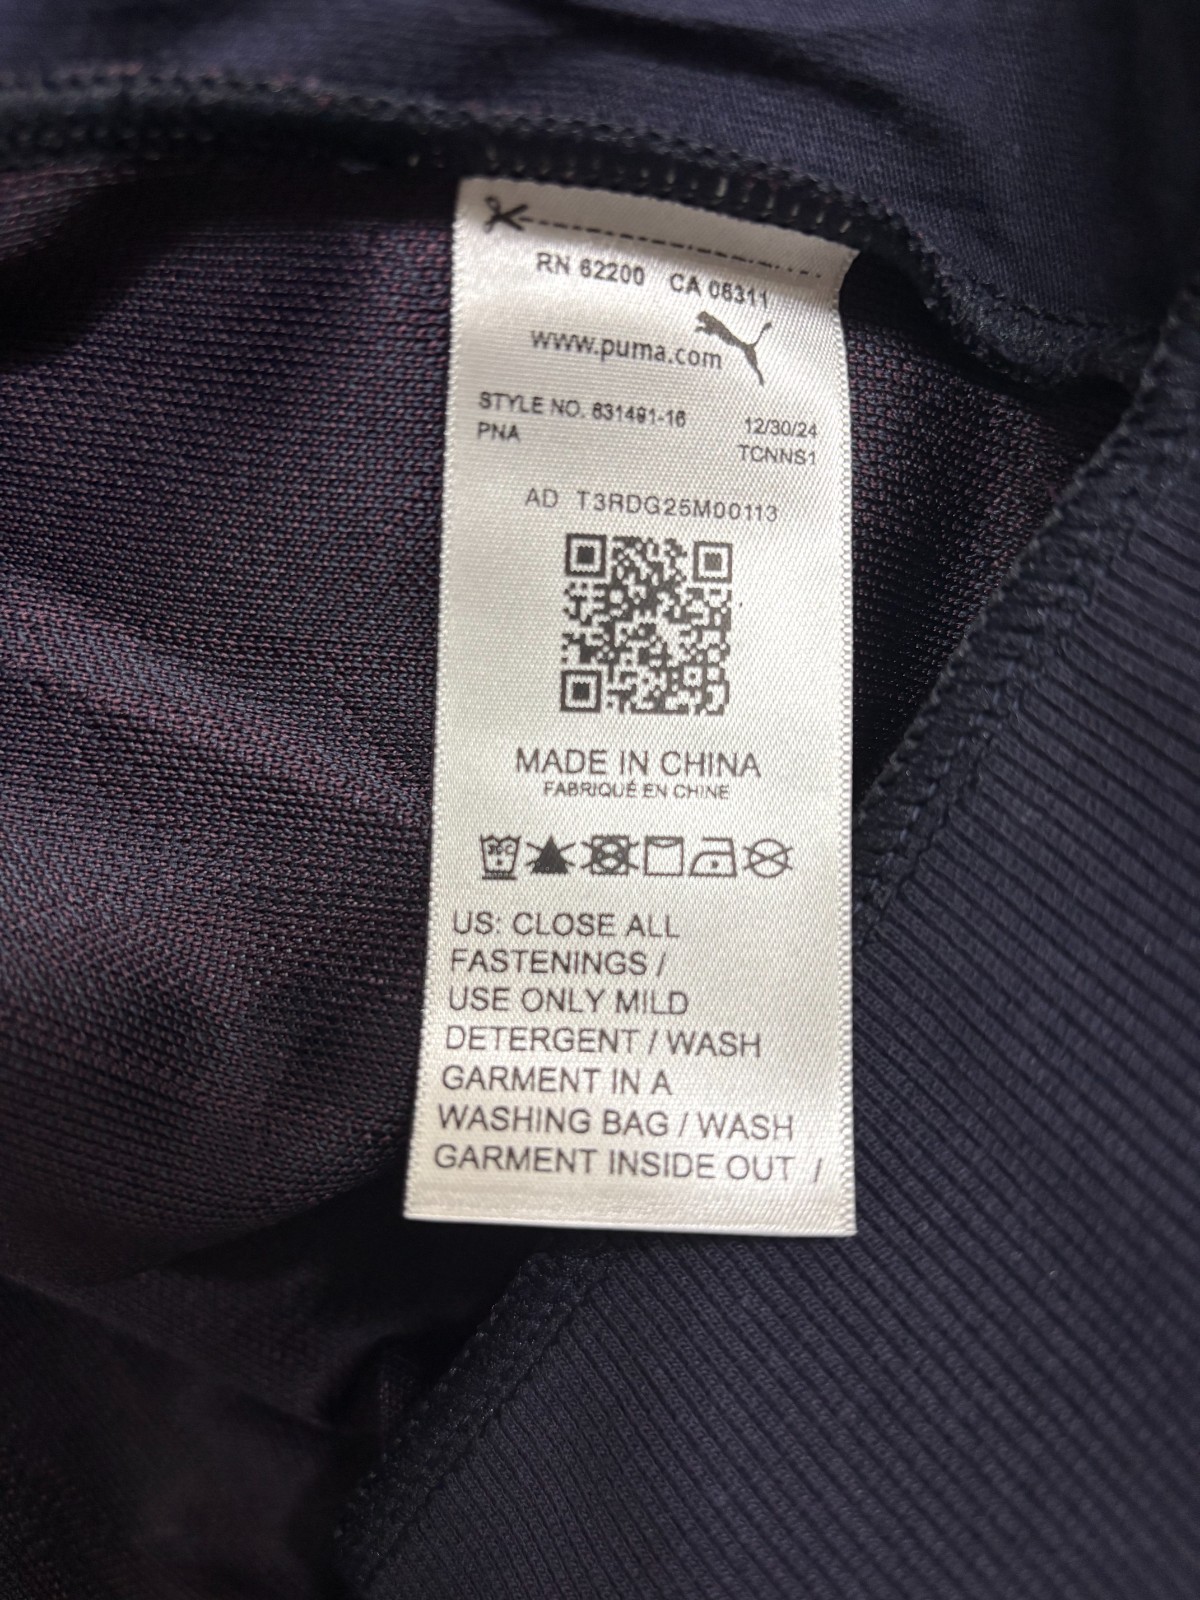 RN 62200 CA 06311
www.puma.com
STYLE NO. 631491-16 12/30/24
PNA TCNNS1
AD T3RDG25M00113
MADE IN CHINA
FABRIQUÉ EN CHINE
30C
US: CLOSE ALL
FASTENINGS /
USE ONLY MILD
DETERGENT / WASH
GARMENT IN A
WASHING BAG / WASH
GARMENT INSIDE OUT /